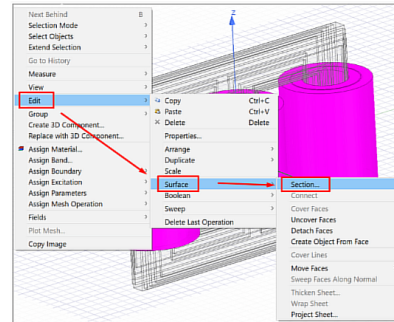 Next Behind B
Selection Mode
Select Objects
Extend Selection
Go to History
Measure
View
Edit
Group
Create 3D Component...
Replace with 3D Component...
Assign Material...
Assign Bend...
Assign Boundary
Assign Excitation
Assign Parameters
Assign Mesh Operation
Fields
Plot Mesh...
Copy Image
Z
Copy Ctrl+C
Paste Ctrl+V
Delete Delete
Properties...
Arrange
Duplicate
Scale
Surface
Boolean
Sweep
Delete Last Operation
Section...
Connect
Cover Faces
Uncover Faces
Detach Faces
Create Object From Face
Cover Lines
Move Faces
Sweep Faces Along Normal
Thicken Sheet...
Wrap Sheet
Project Sheet...